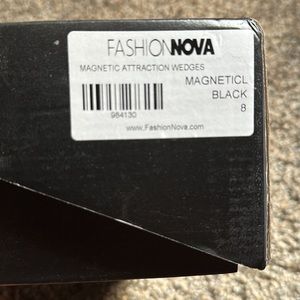 FASHIONNOVA
MAGNETIC ATTRACTION WEDGES
MAGNETICL
BLACK
8
984130
www.FashionNova.com